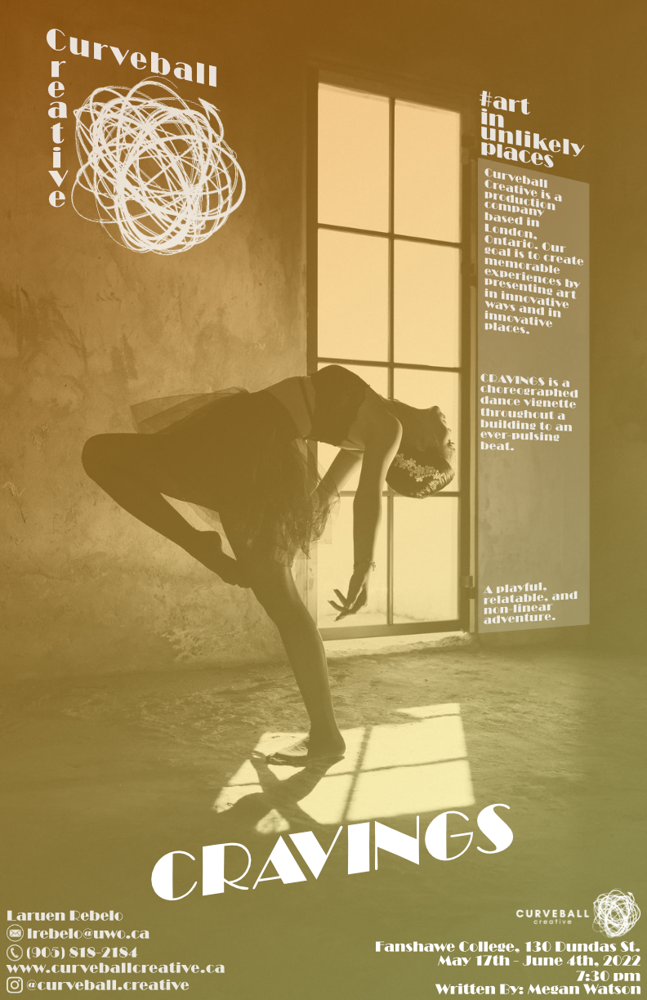 Curveball
Creative
#art
in
unlikely
places
Curveball
Creative is a
production
company
based in
London,
Ontario. Our
goal is to create
memorable
experiences by
presenting art
in innovative
ways and in
innovative
places.
CRAVINGS is a
choreographed
dance vignette
throughout a
building to an
ever-pulsing
beat.
A playful,
relatable, and
non-linear
adventure.
CRAVINGS
Laruen Rebelo
lrebelo@uwo.ca
(905) 818-2184
www.curveballcreative.ca
@curveball.creative
CURVEBALL
creative
Fanshawe College, 130 Dundas St.
May 17th - June 4th, 2022
7:30 pm
Written By: Megan Watson